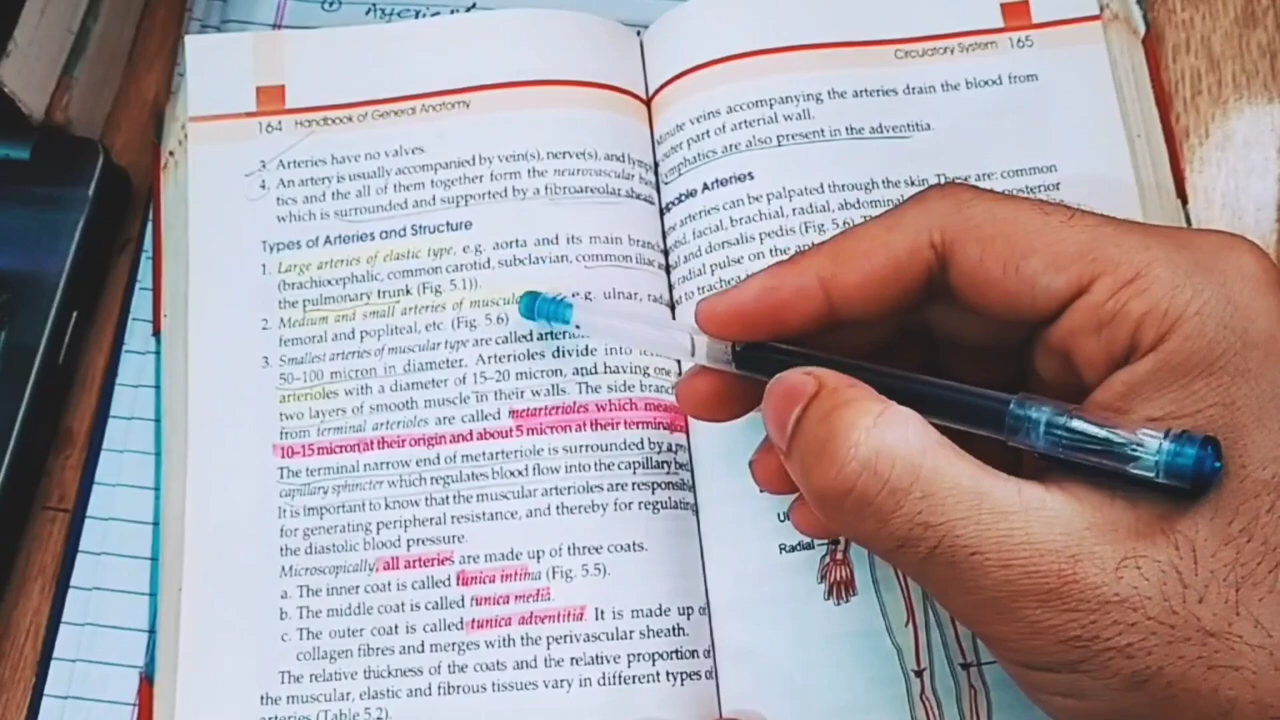 ① Arteries
164 Handbook of General Anatomy
3. Arteries have no valves.
4. An artery is usually accompanied by vein(s), nerve(s), and
tics and the all of them together form the neurovascular
which is surrounded and supported by a fibroareolar sheath
Types of Arteries and Structure
1. Large arteries of elastic type, e.g. aorta and its main
(brachiocephalic, common carotid, subclavian, common iliac
the pulmonary trunk (Fig. 5.1)).
2. Medium and small arteries of e.g. ulnar,
femoral and popliteal, etc. (Fig. 5.6)
3. Smallest arteries of muscular type are called
50–100 micron in diameter. Arterioles divide into
arterioles with a diameter of 15–20 micron, and having one
two layers of smooth muscle in their walls. The side
from terminal arterioles are called metarterioles which
10–15 micron at their origin and about 5 micron at their
The terminal narrow end of metarteriole is surrounded by a
capillary sphincter which regulates blood flow into the capillary
It is important to know that the muscular arterioles are responsible
for generating peripheral resistance, and thereby for regulating
the diastolic blood pressure.
Microscopically, all arteries are made up of three coats.
a. The inner coat is called tunica intima (Fig. 5.5).
b. The middle coat is called tunica media.
c. The outer coat is called tunica adventitia. It is made up of
collagen fibres and merges with the perivascular sheath.
The relative thickness of the coats and the relative proportion of
the muscular, elastic and fibrous tissues vary in different types of
arteries (Table 5.2).
Circulatory System 165
veins accompanying the arteries drain the blood from
outer part of arterial wall.
are also present in the adventitia.
Arteries
arteries can be palpated through the skin. These are: common
facial, brachial, radial, abdominal posterior
and dorsalis pedis (Fig. 5.6).
radial pulse on the
to
Radial